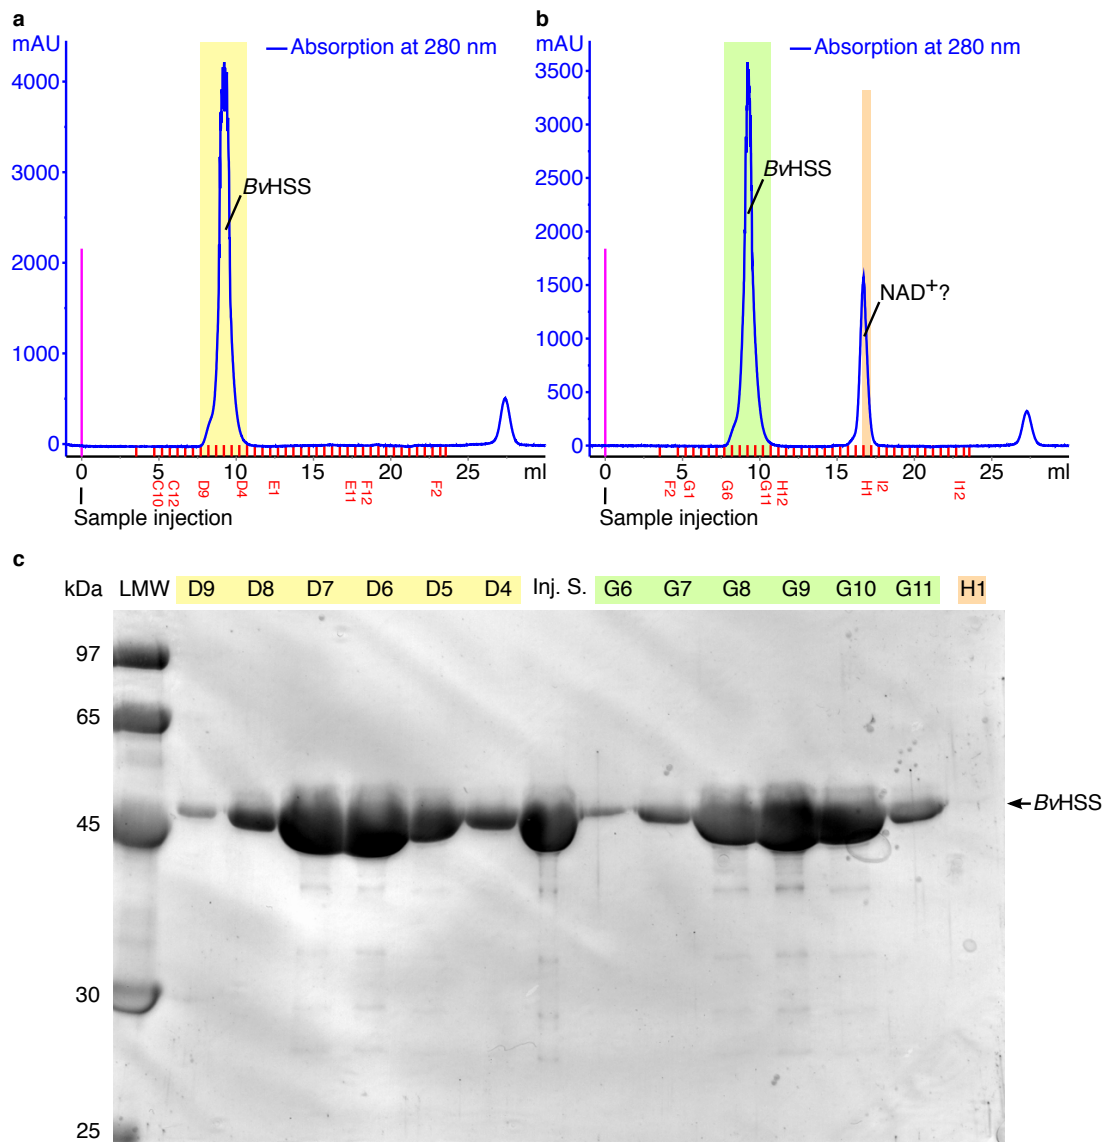 a
mAU
Absorption at 280 nm
4000
3000
2000
1000
0
BvHSS
0 5 10 15 20 25 ml
C10 C12 D9 D4 E1 E11 F12 F2
Sample injection
b
mAU
Absorption at 280 nm
3500
3000
2500
2000
1500
1000
500
0
BvHSS
NAD+?
0 5 10 15 20 25 ml
F2 G1 G6 G11 H12 H1 I2 I12
Sample injection
c
kDa LMW D9 D8 D7 D6 D5 D4 Inj. S. G6 G7 G8 G9 G10 G11 H1
97
65
45
30
25
BvHSS